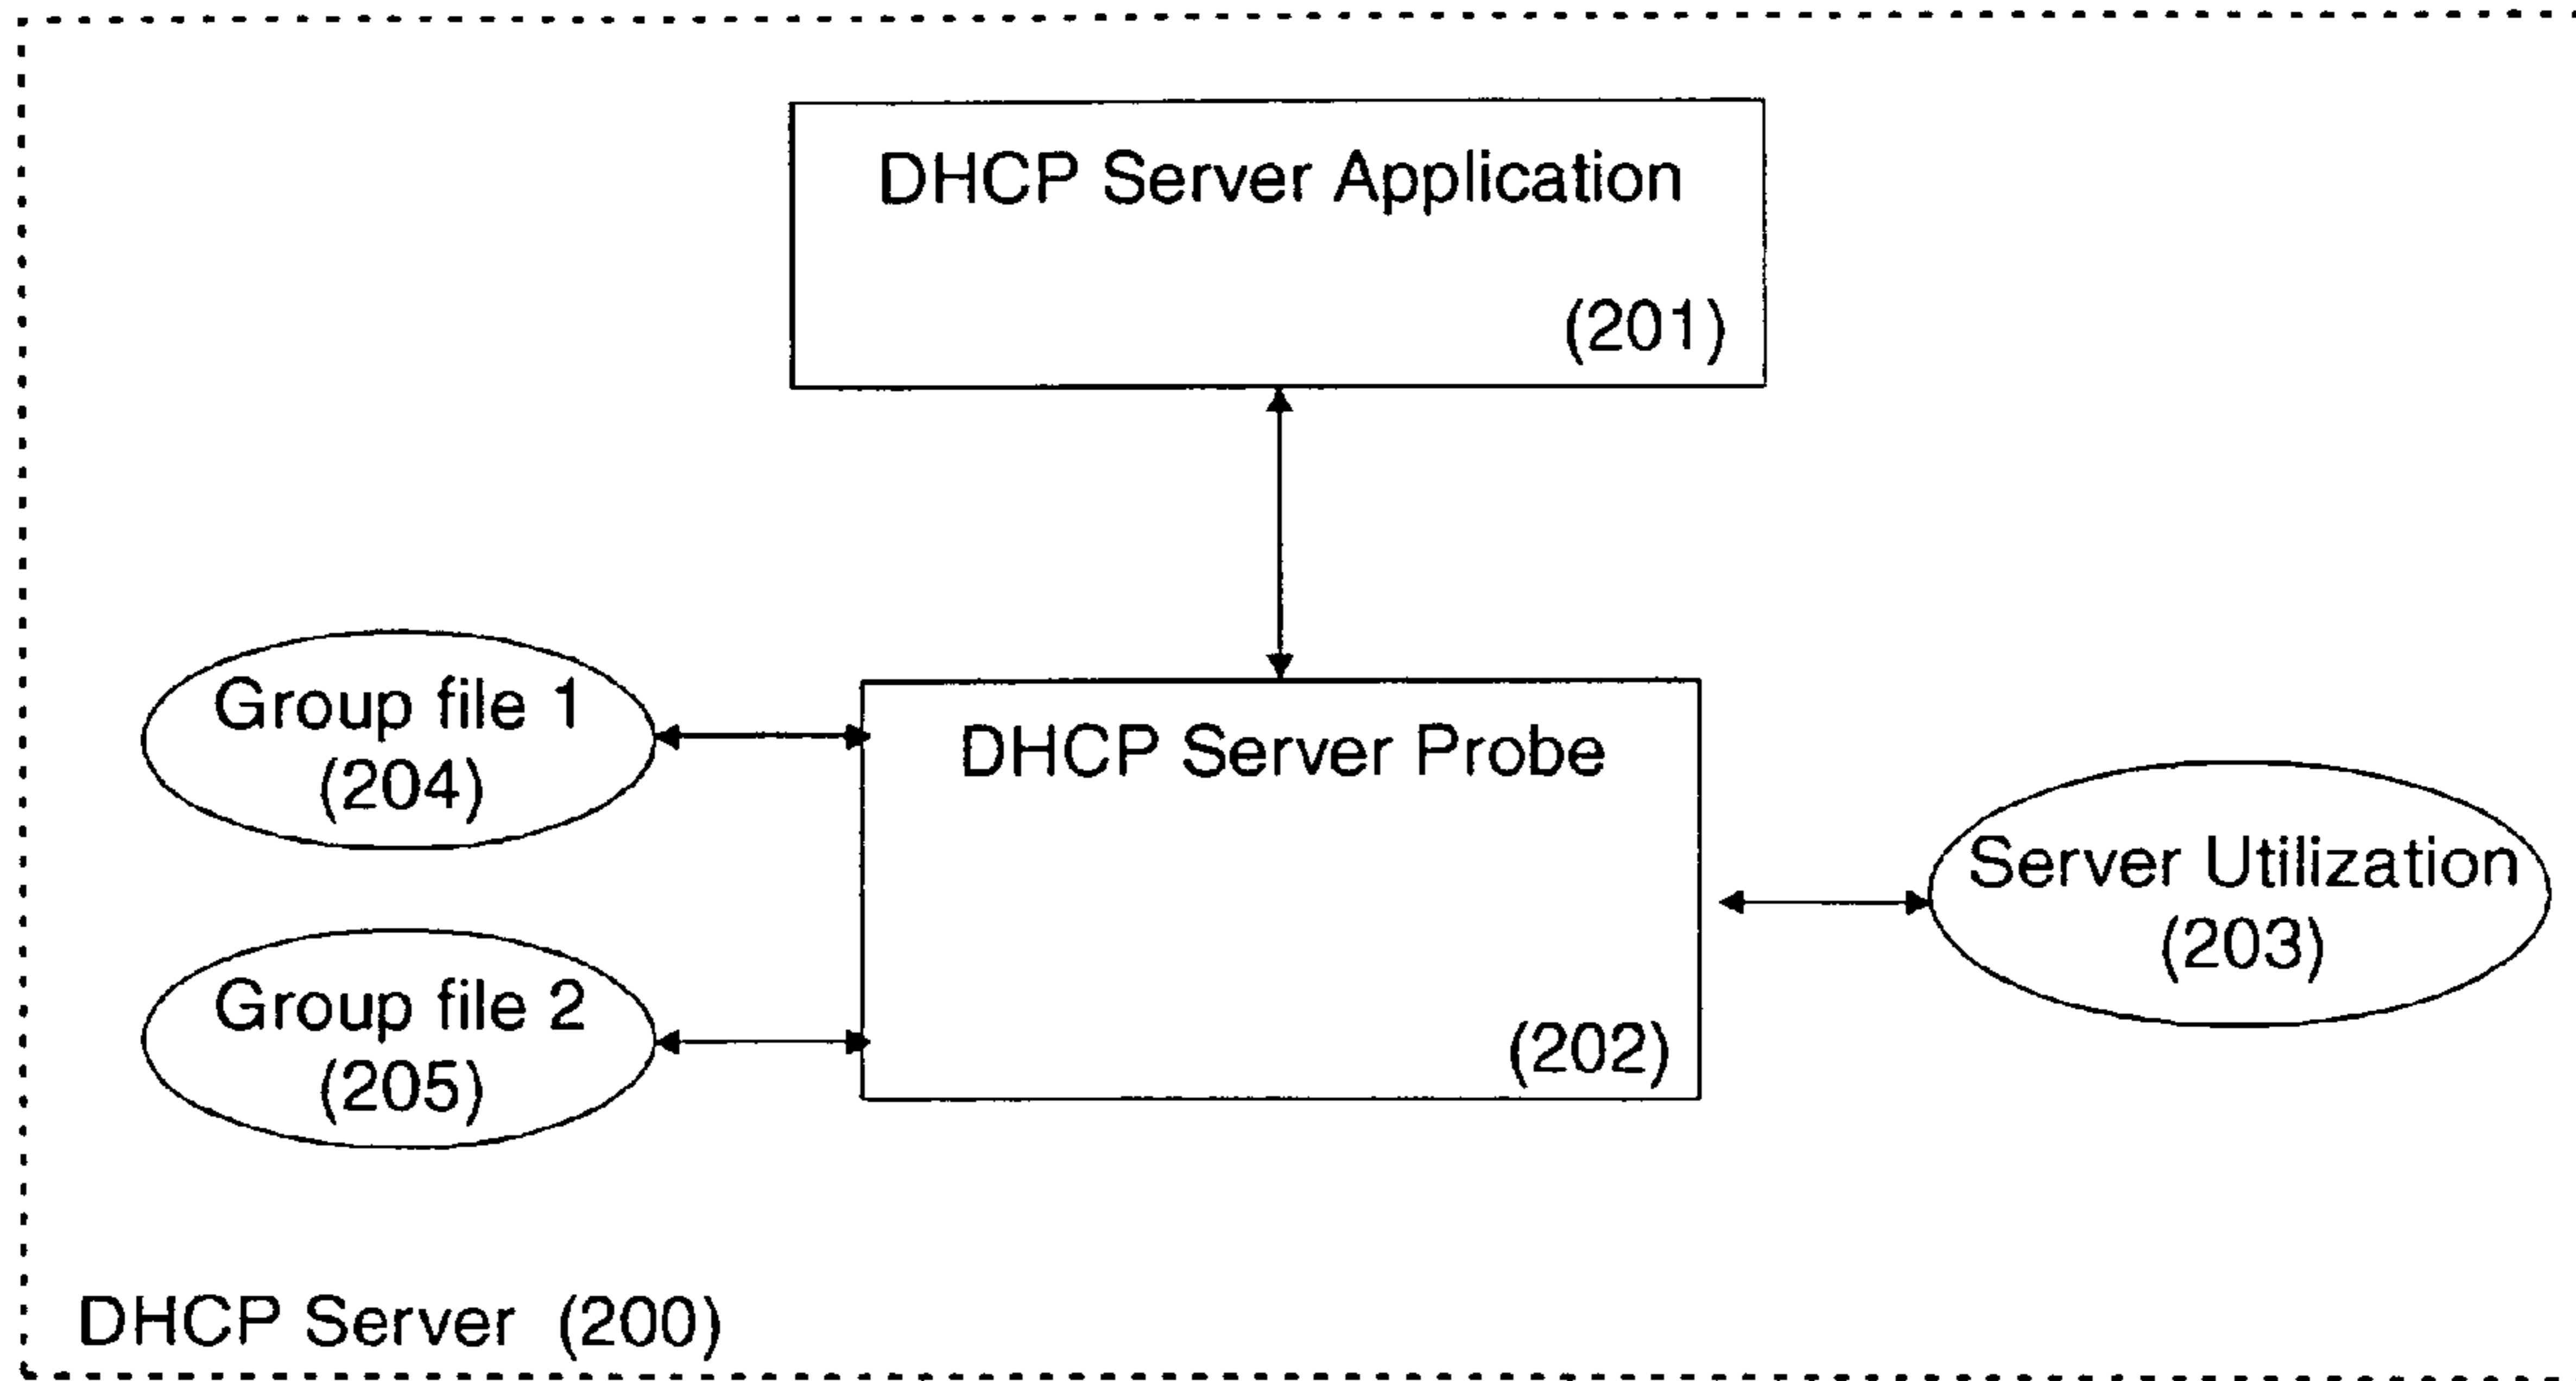 DHCP Server Application
(201)
Group file 1
(204)
DHCP Server Probe
(202)
Server Utilization
(203)
Group file 2
(205)
DHCP Server (200)